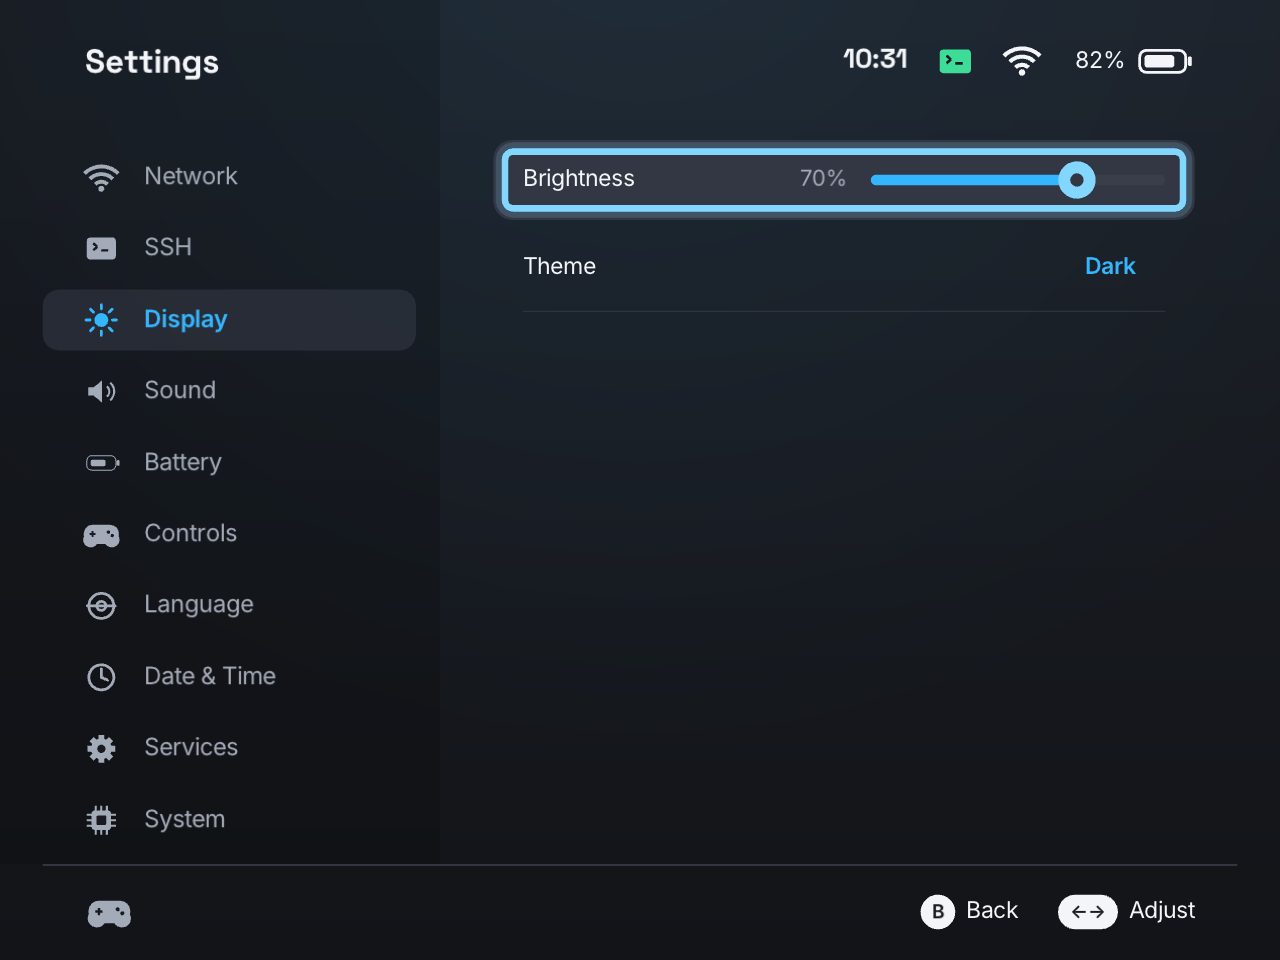 Settings
10:31
82%
Network
SSH
Display
Sound
Battery
Controls
Language
Date & Time
Services
System
Brightness 70%
Theme Dark
B Back
Adjust